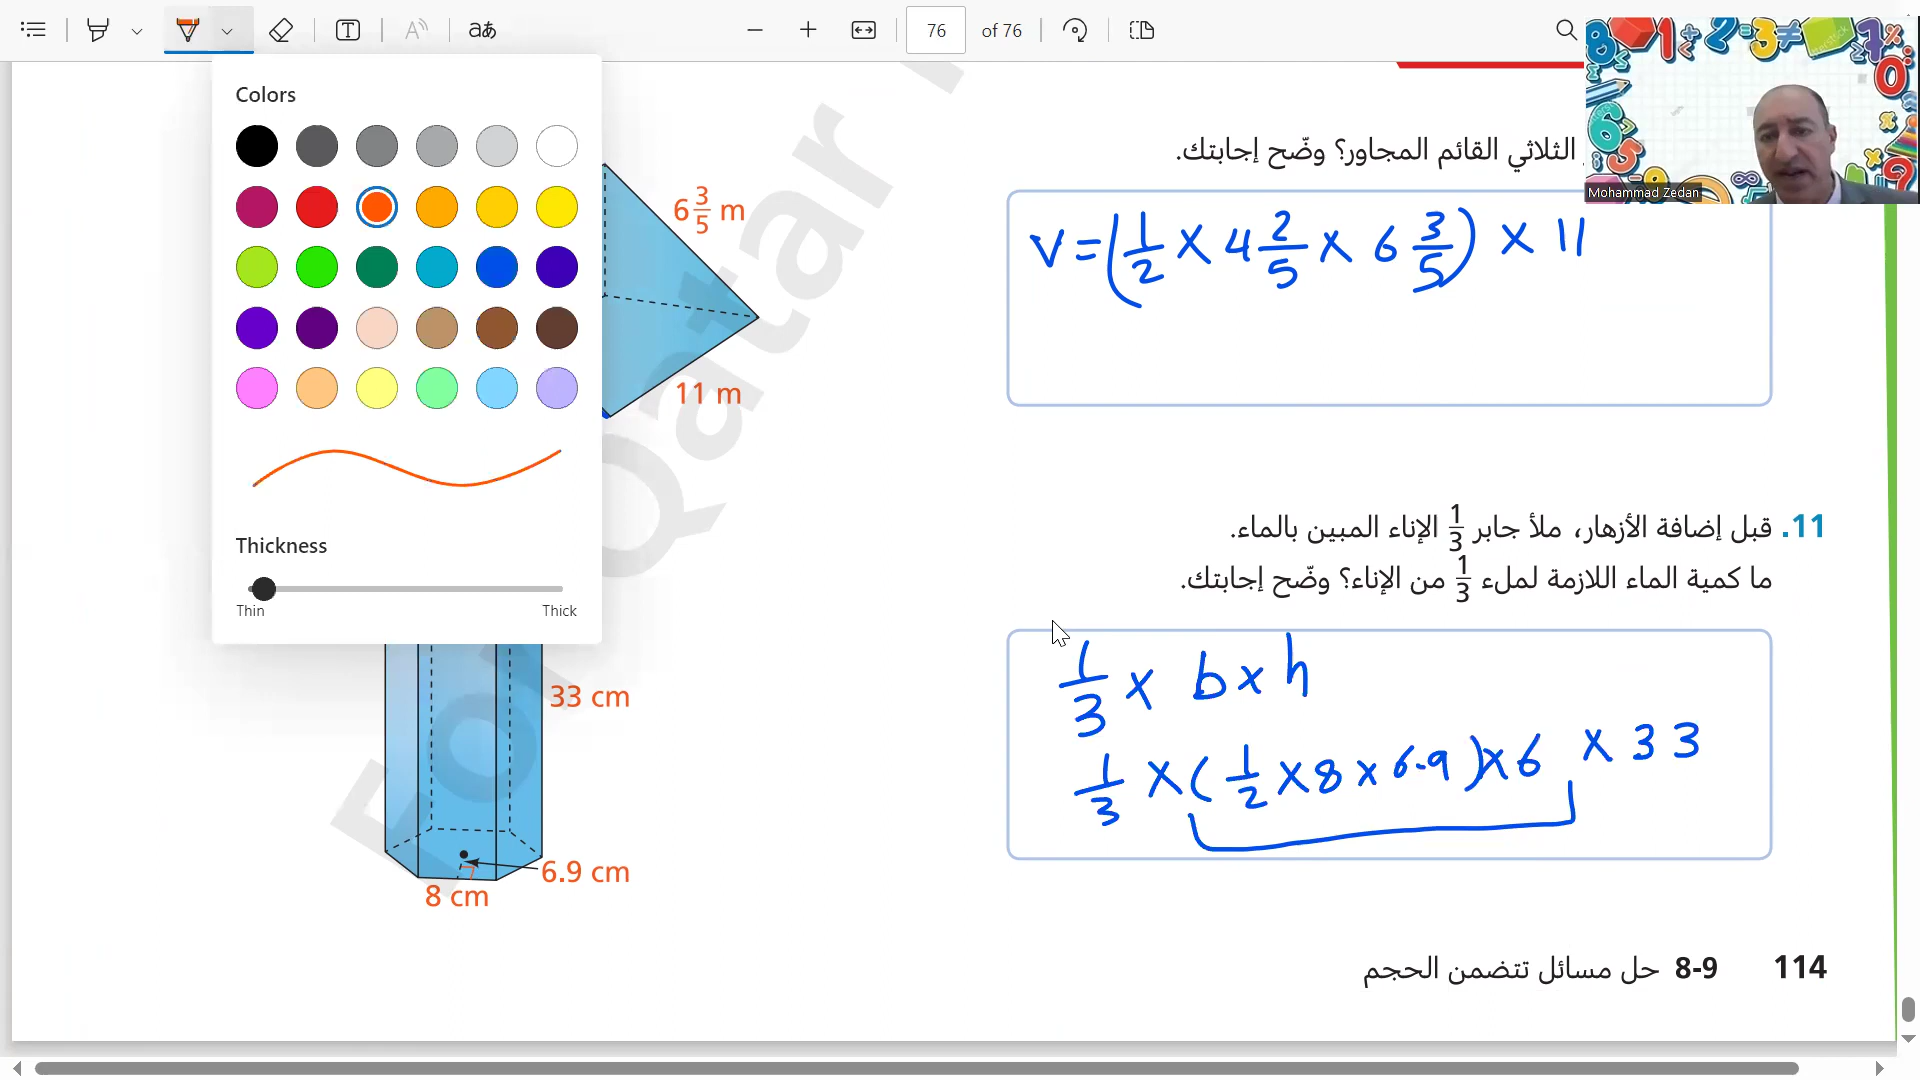 76 of 76
Mohammad Zedan
Colors
Thickness
Thin Thick
6 3/5 m
11 m
الثلاثي القائم المجاور؟ وضّح إجابتك.
V = (1/2 × 4 2/5 × 6 3/5) × 11
11. قبل إضافة الأزهار، ملأ جابر 1/3 الإناء المبين بالماء.
ما كمية الماء اللازمة لملء 1/3 من الإناء؟ وضّح إجابتك.
1/3 × b × h
1/3 × (1/2 × 8 × 6.9) × 6 × 33
33 cm
6.9 cm
8 cm
114 8-9 حل مسائل تتضمن الحجم
For Qatar